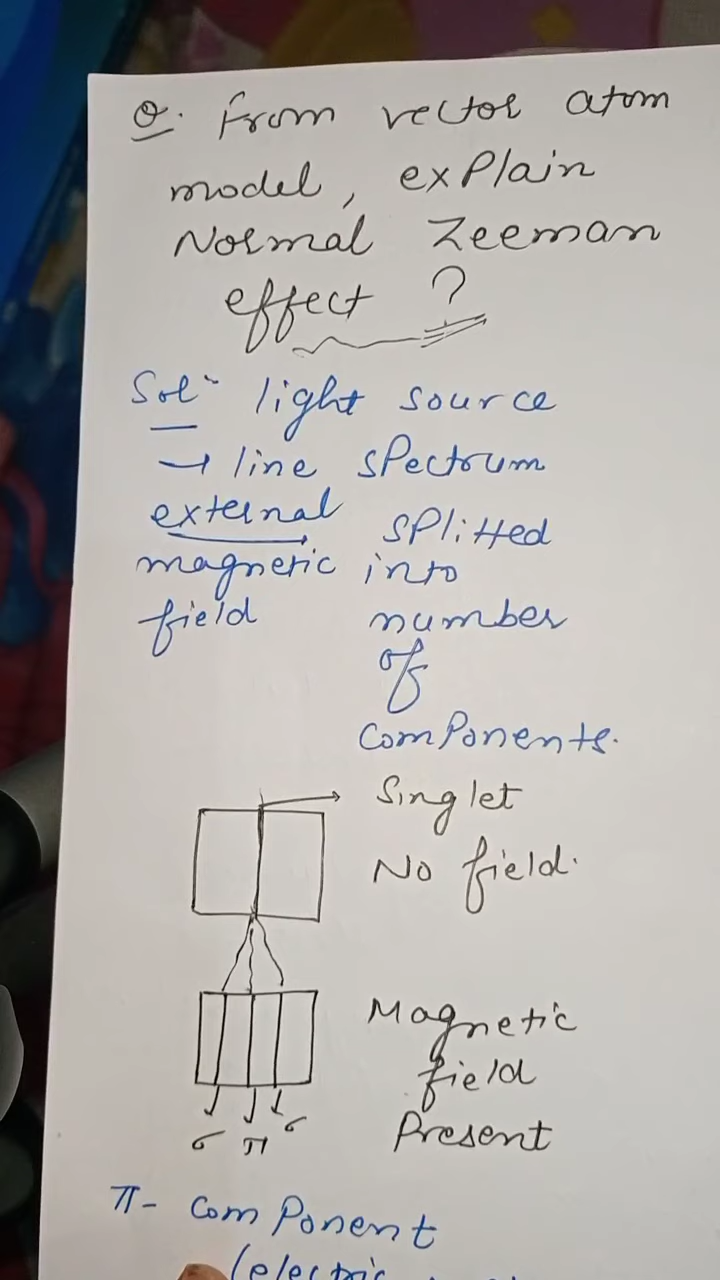 Q. From vector atom
model, explain
Normal Zeeman
effect ?
Sol- light source
→ line spectrum
external splitted
magnetic into
field number
of
components.
Singlet
No field.
Magnetic
field
Present
σ π σ
π- component
(electric